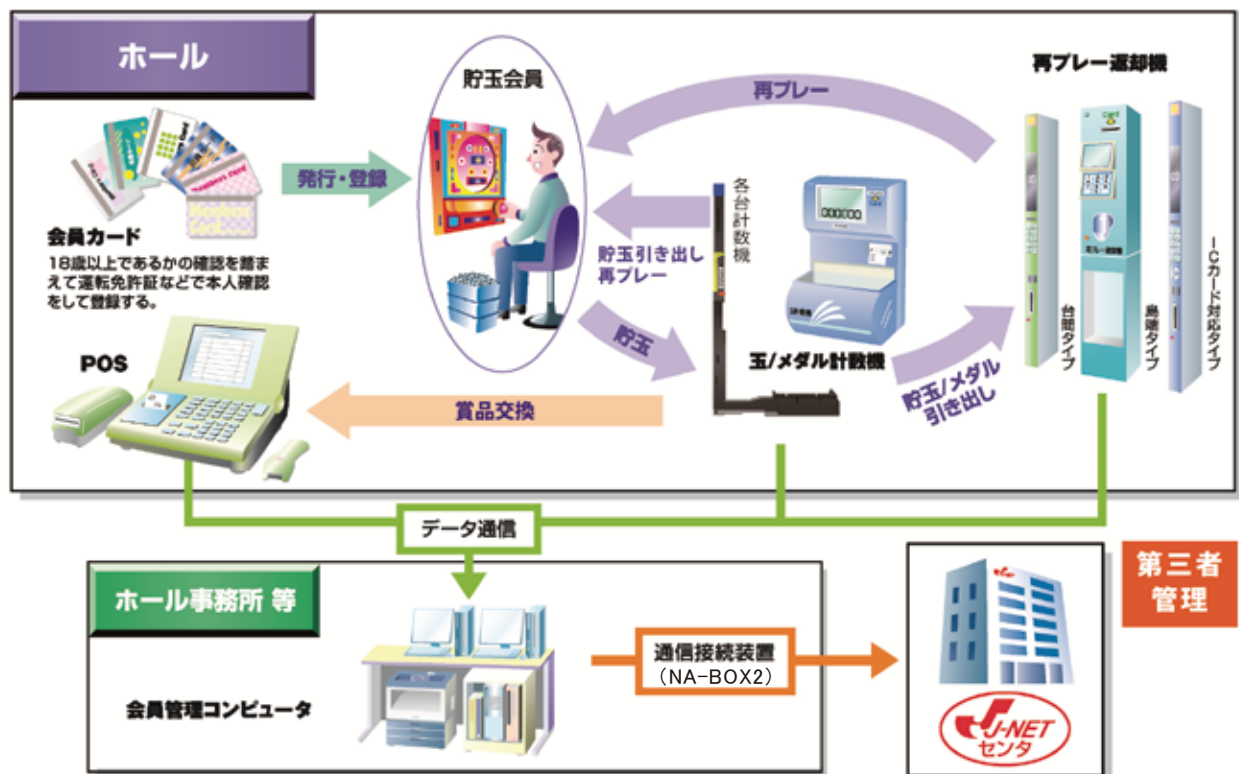 ホール
貯玉会員
再プレー
再プレー返却機
発行・登録
会員カード
18歳以上であるかの確認を踏ま
えて運転免許証などで本人確認
をして登録する。
貯玉引き出し
再プレー
各台計数機
貯玉
玉/メダル計数機
貯玉/メダル
引き出し
台間タイプ
島端タイプ
ICカード対応タイプ
POS
賞品交換
データ通信
ホール事務所 等
会員管理コンピュータ
通信接続装置
(NA-BOX2)
第三者
管理
J-NET
センタ